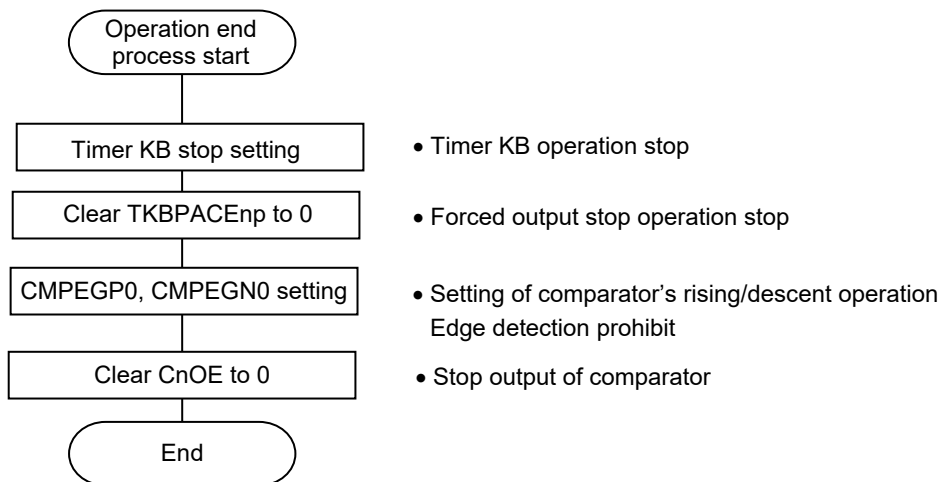 Operation end
process start
Timer KB stop setting
• Timer KB operation stop
Clear TKBPACEnp to 0
• Forced output stop operation stop
CMPEGP0, CMPEGN0 setting
• Setting of comparator’s rising/descent operation
Edge detection prohibit
Clear CnOE to 0
• Stop output of comparator
End